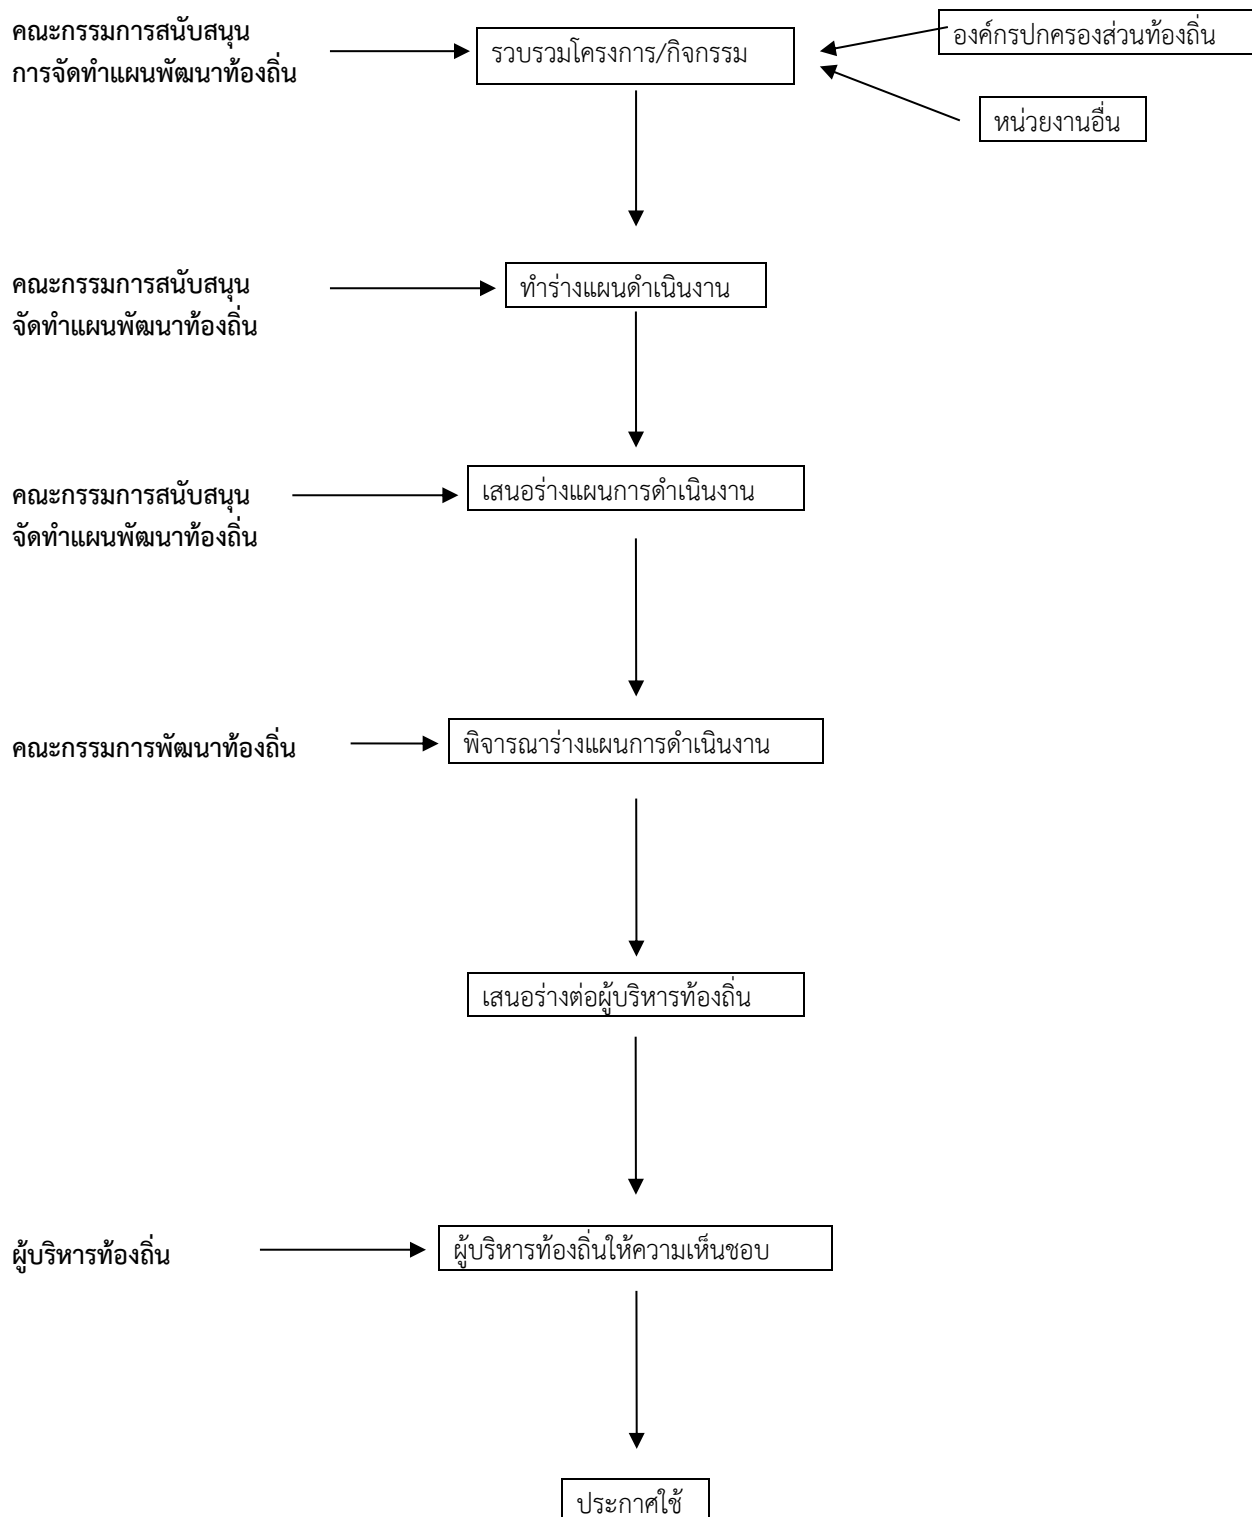 คณะกรรมการสนับสนุน
การจัดทำแผนพัฒนาท้องถิ่น
รวบรวมโครงการ/กิจกรรม
องค์กรปกครองส่วนท้องถิ่น
หน่วยงานอื่น
คณะกรรมการสนับสนุน
จัดทำแผนพัฒนาท้องถิ่น
ทำร่างแผนดำเนินงาน
คณะกรรมการสนับสนุน
จัดทำแผนพัฒนาท้องถิ่น
เสนอร่างแผนการดำเนินงาน
คณะกรรมการพัฒนาท้องถิ่น
พิจารณาร่างแผนการดำเนินงาน
เสนอร่างต่อผู้บริหารท้องถิ่น
ผู้บริหารท้องถิ่น
ผู้บริหารท้องถิ่นให้ความเห็นชอบ
ประกาศใช้